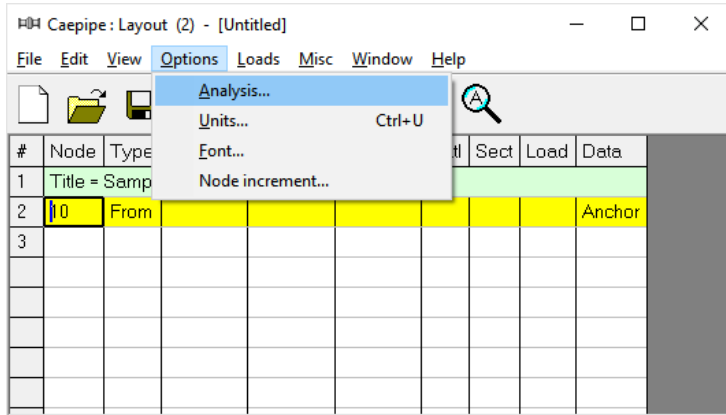 Caepipe : Layout (2) - [Untitled]
File Edit View Options Loads Misc Window Help
Analysis...
Units... Ctrl+U
Font...
Node increment...
A
# Node Type Sect Load Data
1 Title = Samp
2 10 From Anchor
3